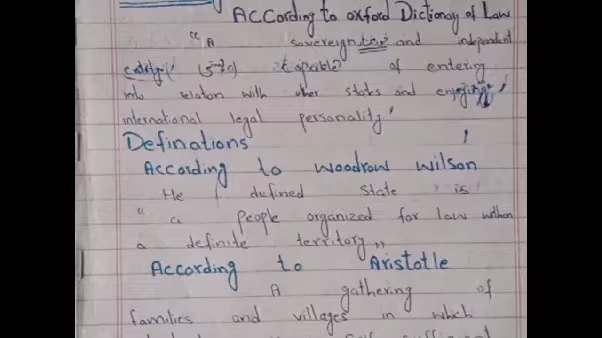 ACCording to oxford Dictionary of Law
"A sovereign and independent
entity" capable of entering
into relation with other states and enjoying
international legal personality"
Definations
ACCording to Woodrow Wilson
He defined State is
"a people organized for law within
a definite territory"
ACCording to Aristotle
A gathering of
families and villages in which